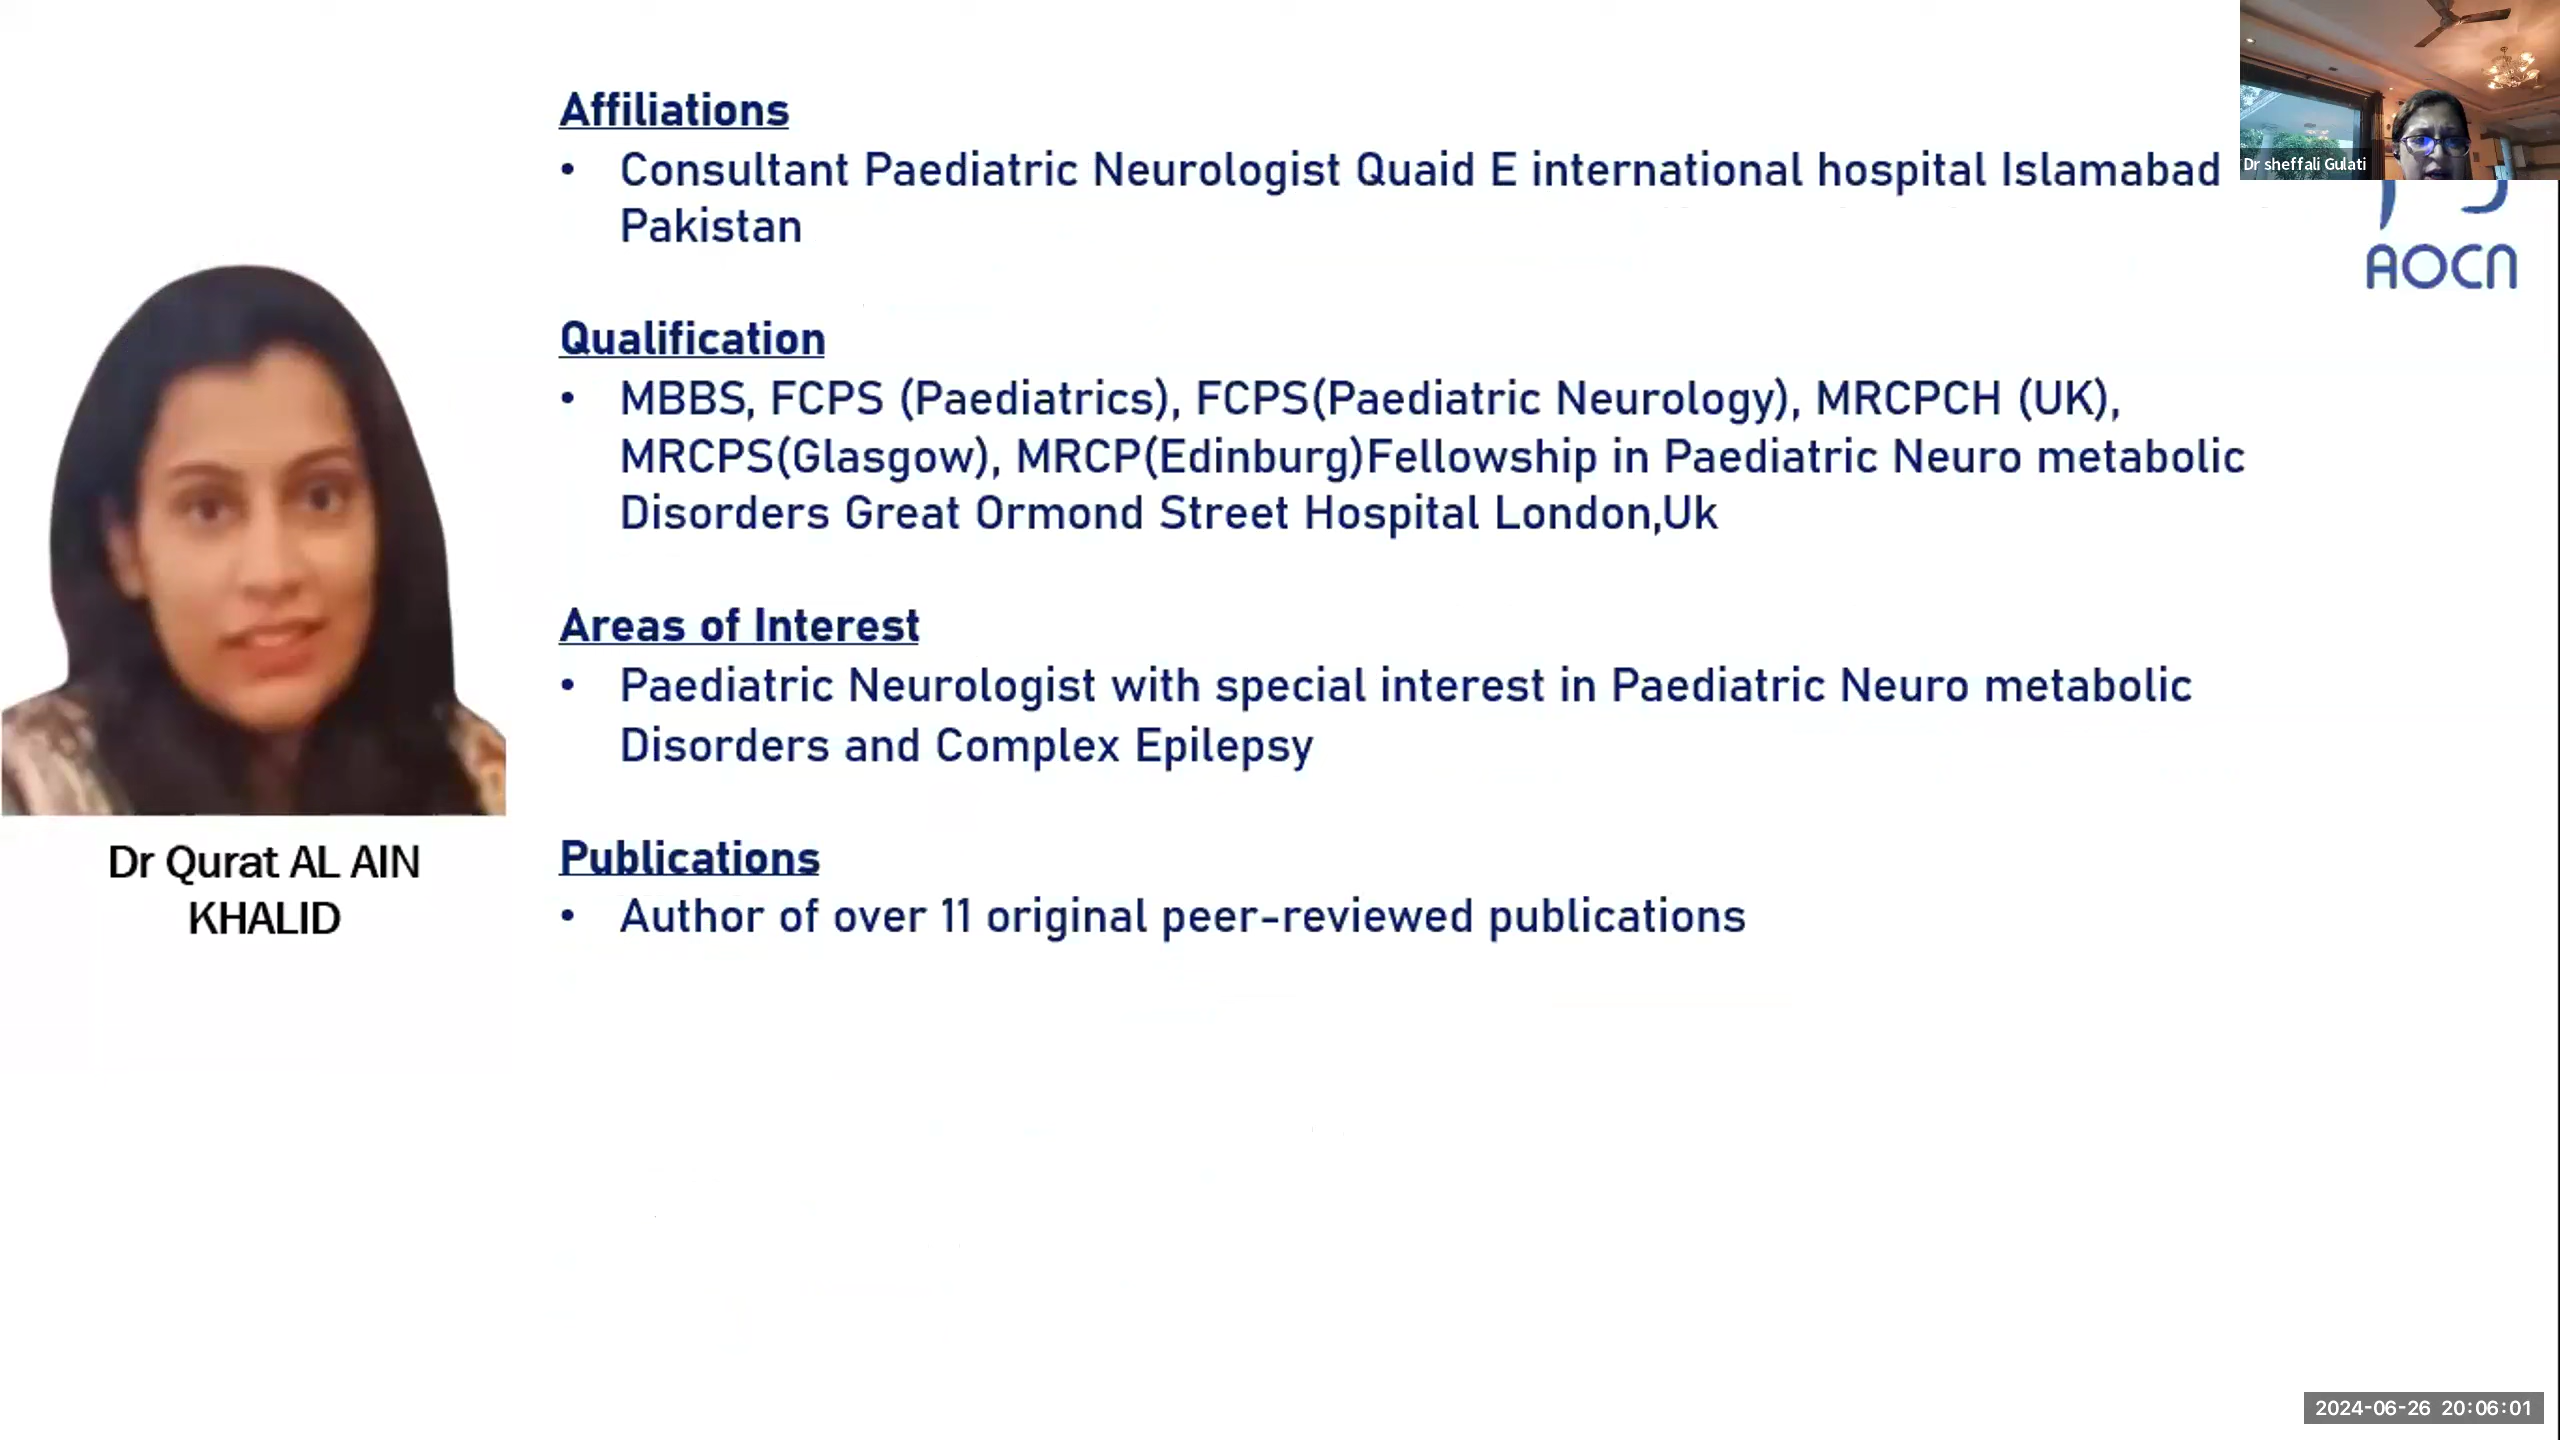 Affiliations
• Consultant Paediatric Neurologist Quaid E international hospital Islamabad
Pakistan
Qualification
• MBBS, FCPS (Paediatrics), FCPS(Paediatric Neurology), MRCPCH (UK),
MRCPS(Glasgow), MRCP(Edinburg)Fellowship in Paediatric Neuro metabolic
Disorders Great Ormond Street Hospital London,Uk
Areas of Interest
• Paediatric Neurologist with special interest in Paediatric Neuro metabolic
Disorders and Complex Epilepsy
Publications
• Author of over 11 original peer-reviewed publications
Dr Qurat AL AIN
KHALID
Dr sheffali Gulati
AOCN
2024-06-26 20:06:01